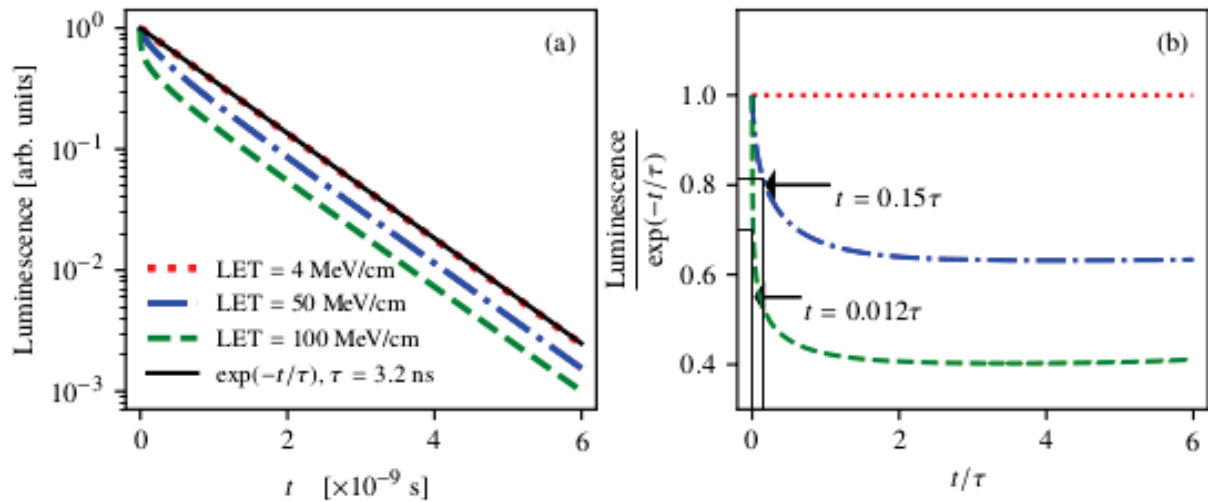 (a)
Luminescence [arb. units]
10⁰
10⁻¹
10⁻²
10⁻³
LET = 4 MeV/cm
LET = 50 MeV/cm
LET = 100 MeV/cm
exp(−t/τ), τ = 3.2 ns
0 2 4 6
t [×10⁻⁹ s]
(b)
Luminescence
exp(−t/τ)
1.0
0.8
0.6
0.4
t = 0.15τ
t = 0.012τ
0 2 4 6
t/τ